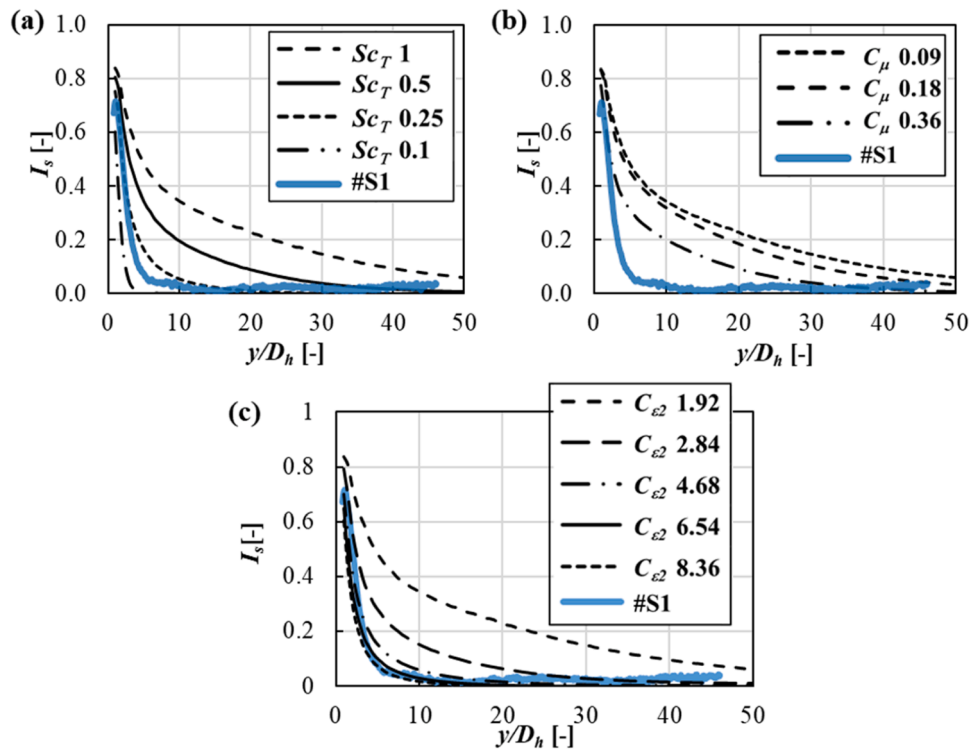 (a)
1.0
0.8
0.6
0.4
0.2
0.0
I_s [-]
0 10 20 30 40 50
y/D_h [-]
Sc_T 1
Sc_T 0.5
Sc_T 0.25
Sc_T 0.1
#S1
(b)
1.0
0.8
0.6
0.4
0.2
0.0
I_s [-]
0 10 20 30 40 50
y/D_h [-]
C_μ 0.09
C_μ 0.18
C_μ 0.36
#S1
(c)
1
0.8
0.6
0.4
0.2
0
I_s[-]
0 10 20 30 40 50
y/D_h [-]
C_ε2 1.92
C_ε2 2.84
C_ε2 4.68
C_ε2 6.54
C_ε2 8.36
#S1